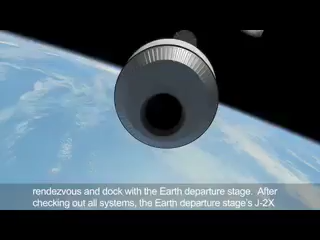 rendezvous and dock with the Earth departure stage.  After
checking out all systems, the Earth departure stage's J-2X